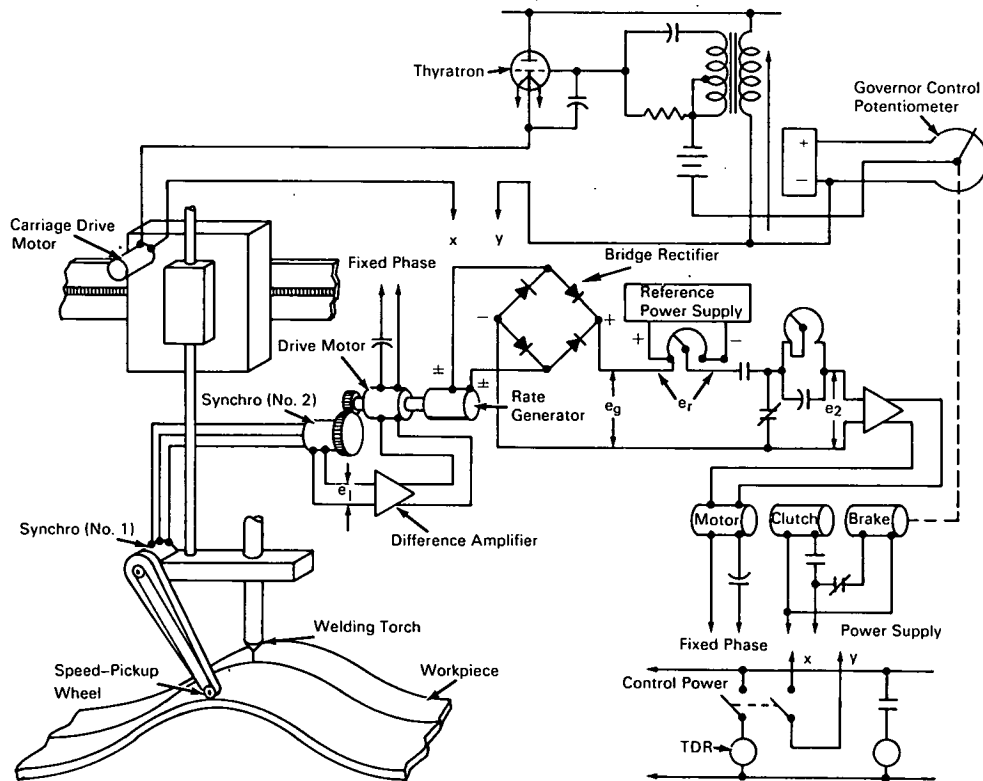 Thyratron
Governor Control
Potentiometer
+
−
Carriage Drive
Motor
x
y
Fixed Phase
Bridge Rectifier
Reference
Power Supply
−
+
+
−
Drive Motor
±
±
Synchro (No. 2)
Rate
Generator
e_g
e_r
e_2
e_1
Synchro (No. 1)
Difference Amplifier
Motor
Clutch
Brake
Welding Torch
Fixed Phase
Power Supply
Speed-Pickup
Wheel
Workpiece
x
y
Control Power
TDR